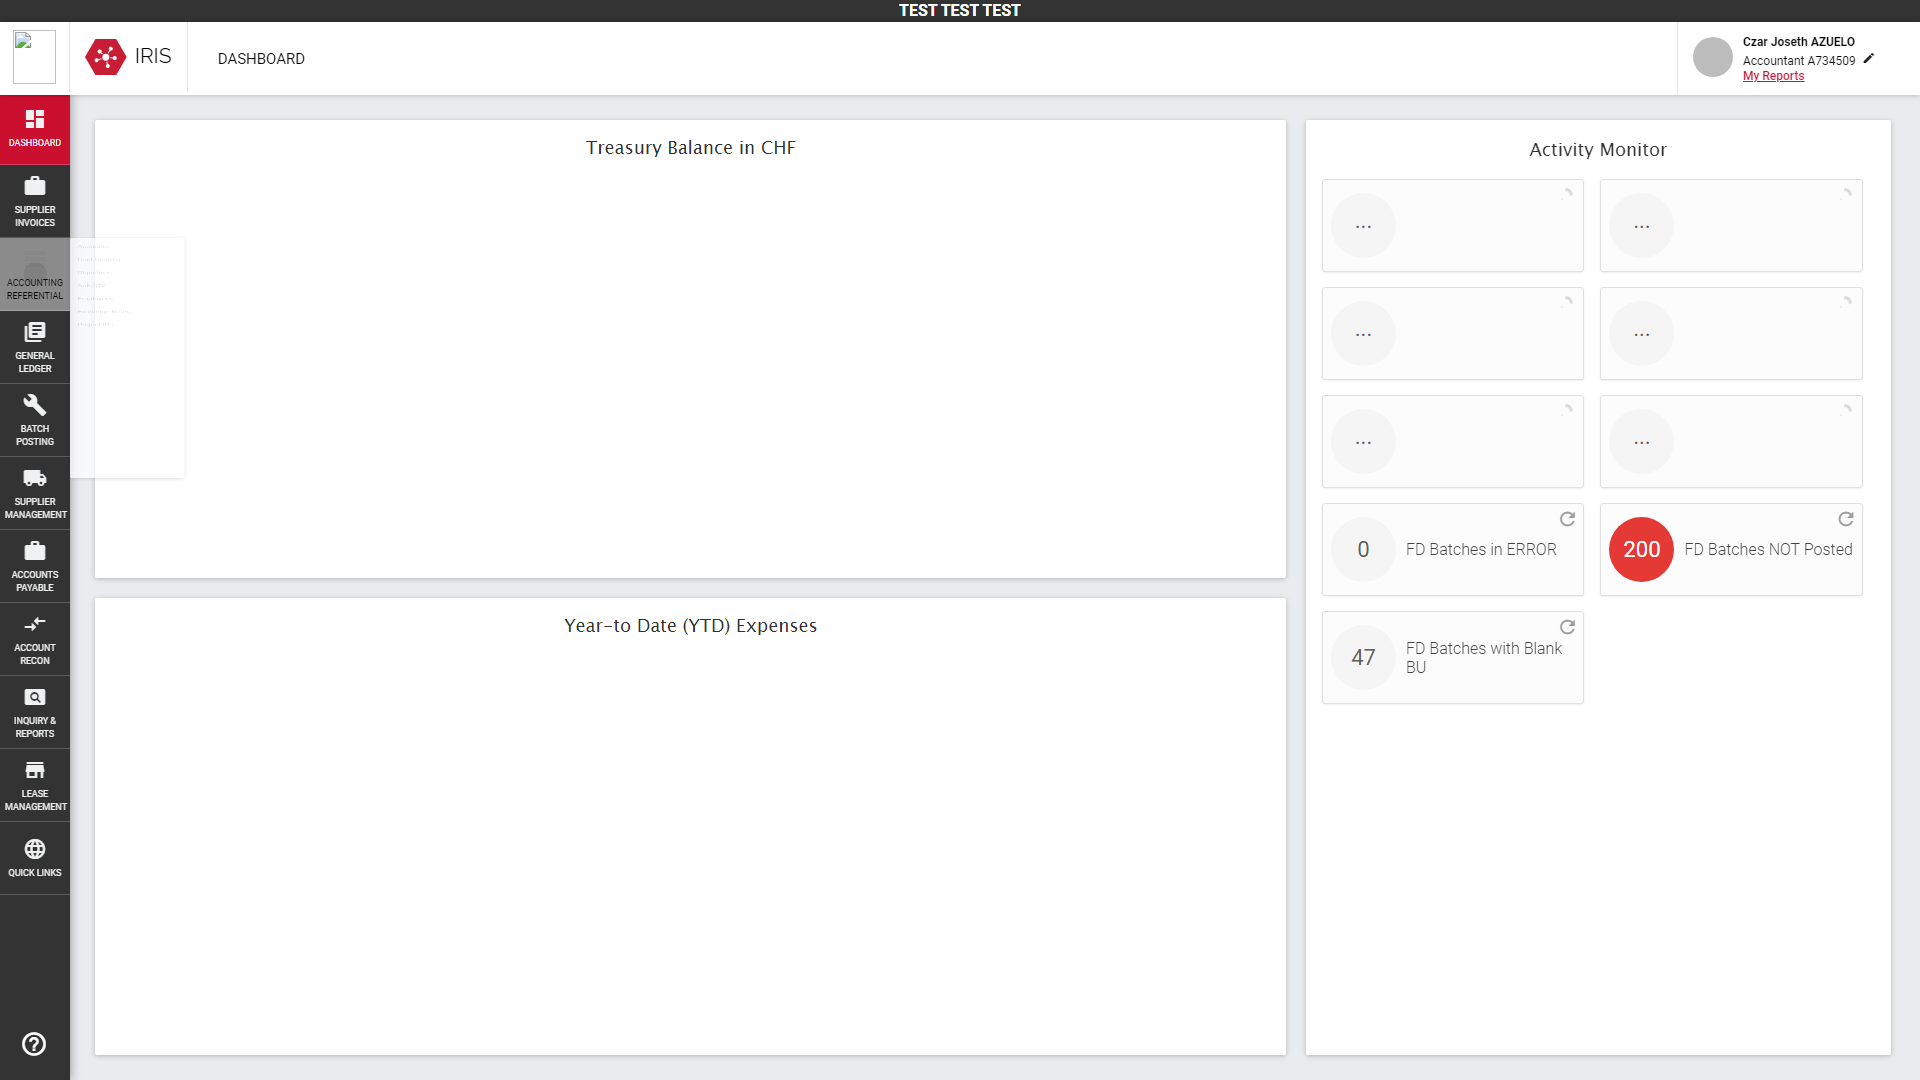 TEST TEST TEST
IRIS
DASHBOARD
Czar Joseth AZUELO
Accountant A734509
My Reports
DASHBOARD
SUPPLIER
INVOICES
ACCOUNTING
REFERENTIAL
GENERAL
LEDGER
BATCH
POSTING
SUPPLIER
MANAGEMENT
ACCOUNTS
PAYABLE
ACCOUNT
RECON
INQUIRY &
REPORTS
LEASE
MANAGEMENT
QUICK LINKS
Treasury Balance in CHF
Year-to Date (YTD) Expenses
Activity Monitor
...
...
...
...
...
...
0 FD Batches in ERROR
200 FD Batches NOT Posted
47 FD Batches with Blank
BU